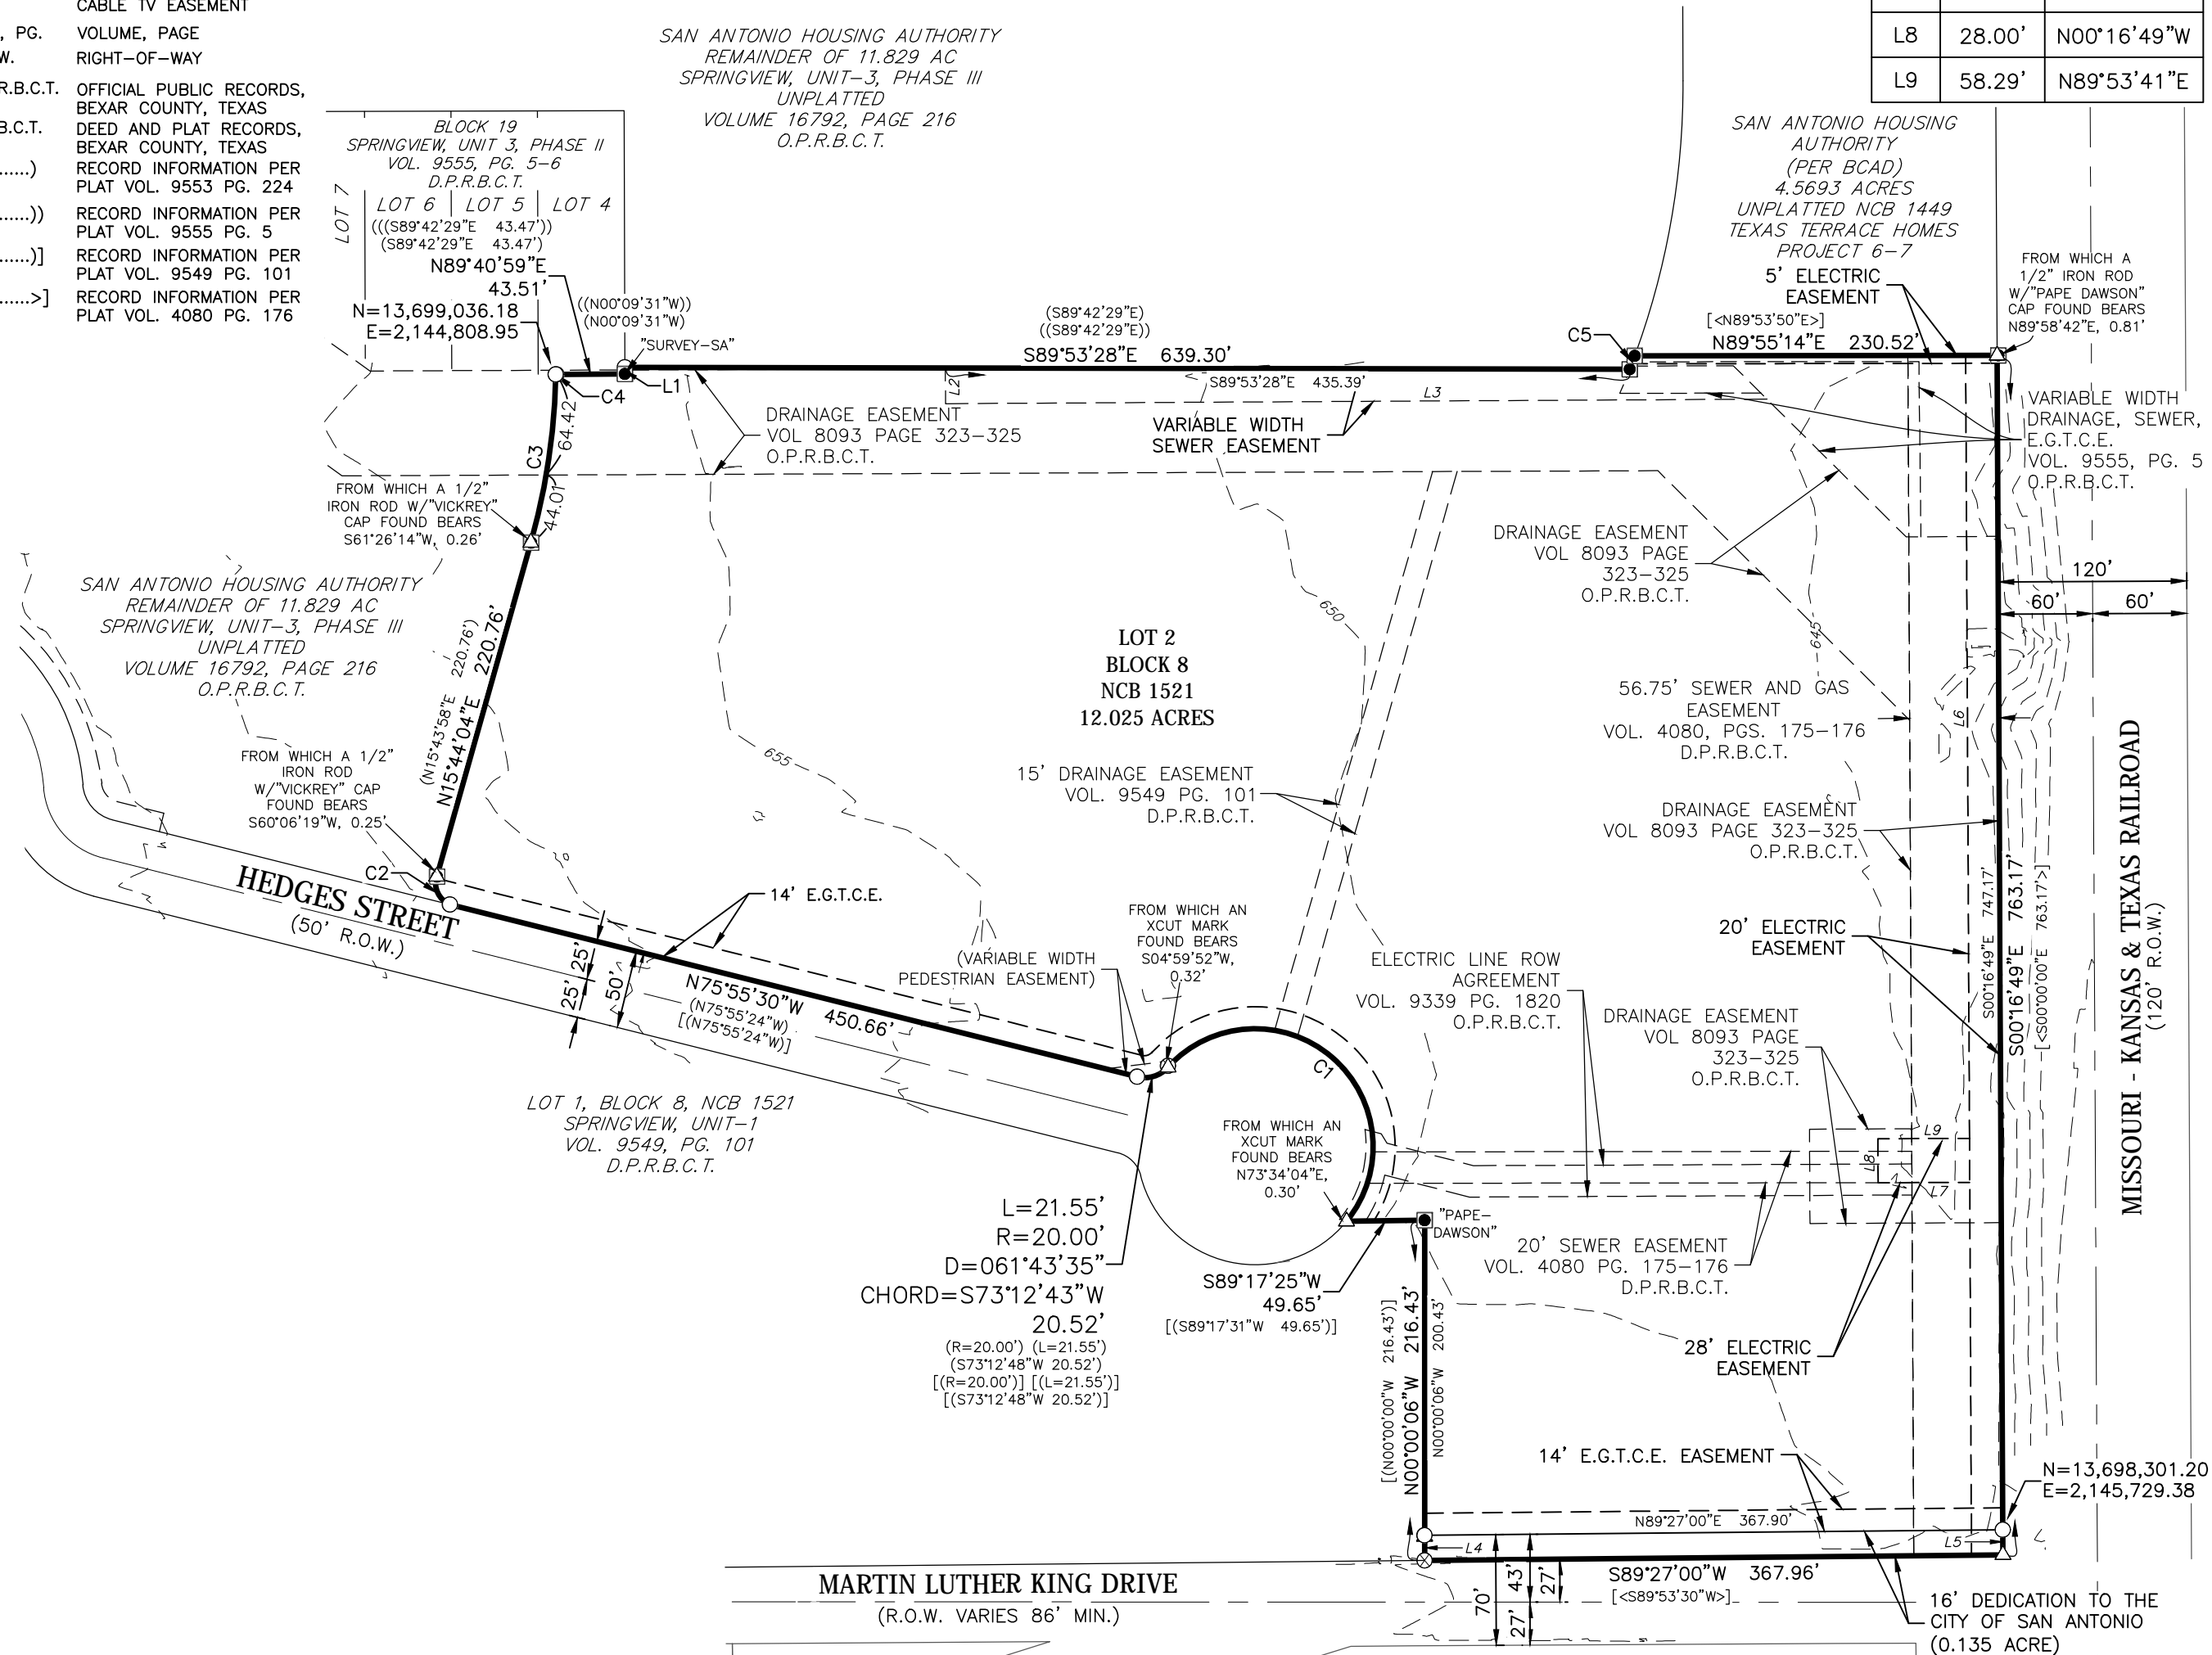 CABLE TV EASEMENT
, PG. VOLUME, PAGE
W. RIGHT-OF-WAY
R.B.C.T. OFFICIAL PUBLIC RECORDS,
BEXAR COUNTY, TEXAS
B.C.T. DEED AND PLAT RECORDS,
BEXAR COUNTY, TEXAS
......) RECORD INFORMATION PER
PLAT VOL. 9553 PG. 224
......)) RECORD INFORMATION PER
PLAT VOL. 9555 PG. 5
......)] RECORD INFORMATION PER
PLAT VOL. 9549 PG. 101
......>] RECORD INFORMATION PER
PLAT VOL. 4080 PG. 176
L8 28.00' N00°16'49"W
L9 58.29' N89°53'41"E
SAN ANTONIO HOUSING AUTHORITY
REMAINDER OF 11.829 AC
SPRINGVIEW, UNIT-3, PHASE III
UNPLATTED
VOLUME 16792, PAGE 216
O.P.R.B.C.T.
BLOCK 19
SPRINGVIEW, UNIT 3, PHASE II
VOL. 9555, PG. 5-6
D.P.R.B.C.T.
LOT 7
LOT 6
LOT 5
LOT 4
(((S89°42'29"E 43.47'))
(S89°42'29"E 43.47')
N89°40'59"E
43.51'
N=13,699,036.18
E=2,144,808.95
((N00°09'31"W))
(N00°09'31"W)
"SURVEY-SA"
L1
C4
(S89°42'29"E)
((S89°42'29"E))
S89°53'28"E 639.30'
S89°53'28"E 435.39'
L2
L3
C5
SAN ANTONIO HOUSING
AUTHORITY
(PER BCAD)
4.5693 ACRES
UNPLATTED NCB 1449
TEXAS TERRACE HOMES
PROJECT 6-7
5' ELECTRIC
EASEMENT
[<N89°53'50"E>]
N89°55'14"E 230.52'
FROM WHICH A
1/2" IRON ROD
W/"PAPE DAWSON"
CAP FOUND BEARS
N89°58'42"E, 0.81'
VARIABLE WIDTH
DRAINAGE, SEWER,
E.G.T.C.E.
VOL. 9555, PG. 5
O.P.R.B.C.T.
DRAINAGE EASEMENT
VOL 8093 PAGE 323-325
O.P.R.B.C.T.
VARIABLE WIDTH
SEWER EASEMENT
C3
64.42
44.01
FROM WHICH A 1/2"
IRON ROD W/"VICKREY"
CAP FOUND BEARS
S61°26'14"W, 0.26'
DRAINAGE EASEMENT
VOL 8093 PAGE
323-325
O.P.R.B.C.T.
120'
60'
60'
SAN ANTONIO HOUSING AUTHORITY
REMAINDER OF 11.829 AC
SPRINGVIEW, UNIT-3, PHASE III
UNPLATTED
VOLUME 16792, PAGE 216
O.P.R.B.C.T.
(N15°43'58"E 220.76')
N15°44'04"E 220.76'
650
645
655
LOT 2
BLOCK 8
NCB 1521
12.025 ACRES
56.75' SEWER AND GAS
EASEMENT
VOL. 4080, PGS. 175-176
D.P.R.B.C.T.
L6
15' DRAINAGE EASEMENT
VOL. 9549 PG. 101
D.P.R.B.C.T.
DRAINAGE EASEMENT
VOL 8093 PAGE 323-325
O.P.R.B.C.T.
FROM WHICH A 1/2"
IRON ROD
W/"VICKREY" CAP
FOUND BEARS
S60°06'19"W, 0.25'
C2
HEDGES STREET
(50' R.O.W.)
14' E.G.T.C.E.
25'
25'
50'
N75°55'30"W 450.66'
(N75°55'24"W)
[(N75°55'24"W)]
(VARIABLE WIDTH
PEDESTRIAN EASEMENT)
FROM WHICH AN
XCUT MARK
FOUND BEARS
S04°59'52"W,
0.32'
ELECTRIC LINE ROW
AGREEMENT
VOL. 9339 PG. 1820
O.P.R.B.C.T.
20' ELECTRIC
EASEMENT
S00°16'49"E 747.17'
S00°16'49"E 763.17'
[<S00°00'00"E 763.17'>]
MISSOURI - KANSAS & TEXAS RAILROAD
(120' R.O.W.)
DRAINAGE EASEMENT
VOL 8093 PAGE
323-325
O.P.R.B.C.T.
C1
LOT 1, BLOCK 8, NCB 1521
SPRINGVIEW, UNIT-1
VOL. 9549, PG. 101
D.P.R.B.C.T.
FROM WHICH AN
XCUT MARK
FOUND BEARS
N73°34'04"E,
0.30'
L9
L8
L7
L=21.55'
R=20.00'
D=061°43'35"
CHORD=S73°12'43"W
20.52'
(R=20.00') (L=21.55')
(S73°12'48"W 20.52')
[(R=20.00')] [(L=21.55')]
[(S73°12'48"W 20.52')]
"PAPE-
DAWSON"
S89°17'25"W
49.65'
[(S89°17'31"W 49.65')]
20' SEWER EASEMENT
VOL. 4080 PG. 175-176
D.P.R.B.C.T.
28' ELECTRIC
EASEMENT
[(N00°00'00"W 216.43')]
N00°00'06"W 216.43'
N00°00'06"W 200.43'
14' E.G.T.C.E. EASEMENT
N=13,698,301.20
E=2,145,729.38
N89°27'00"E 367.90'
L4
L5
S89°27'00"W 367.96'
[<S89°53'30"W>]
70'
43'
27'
27'
MARTIN LUTHER KING DRIVE
(R.O.W. VARIES 86' MIN.)
16' DEDICATION TO THE
CITY OF SAN ANTONIO
(0.135 ACRE)